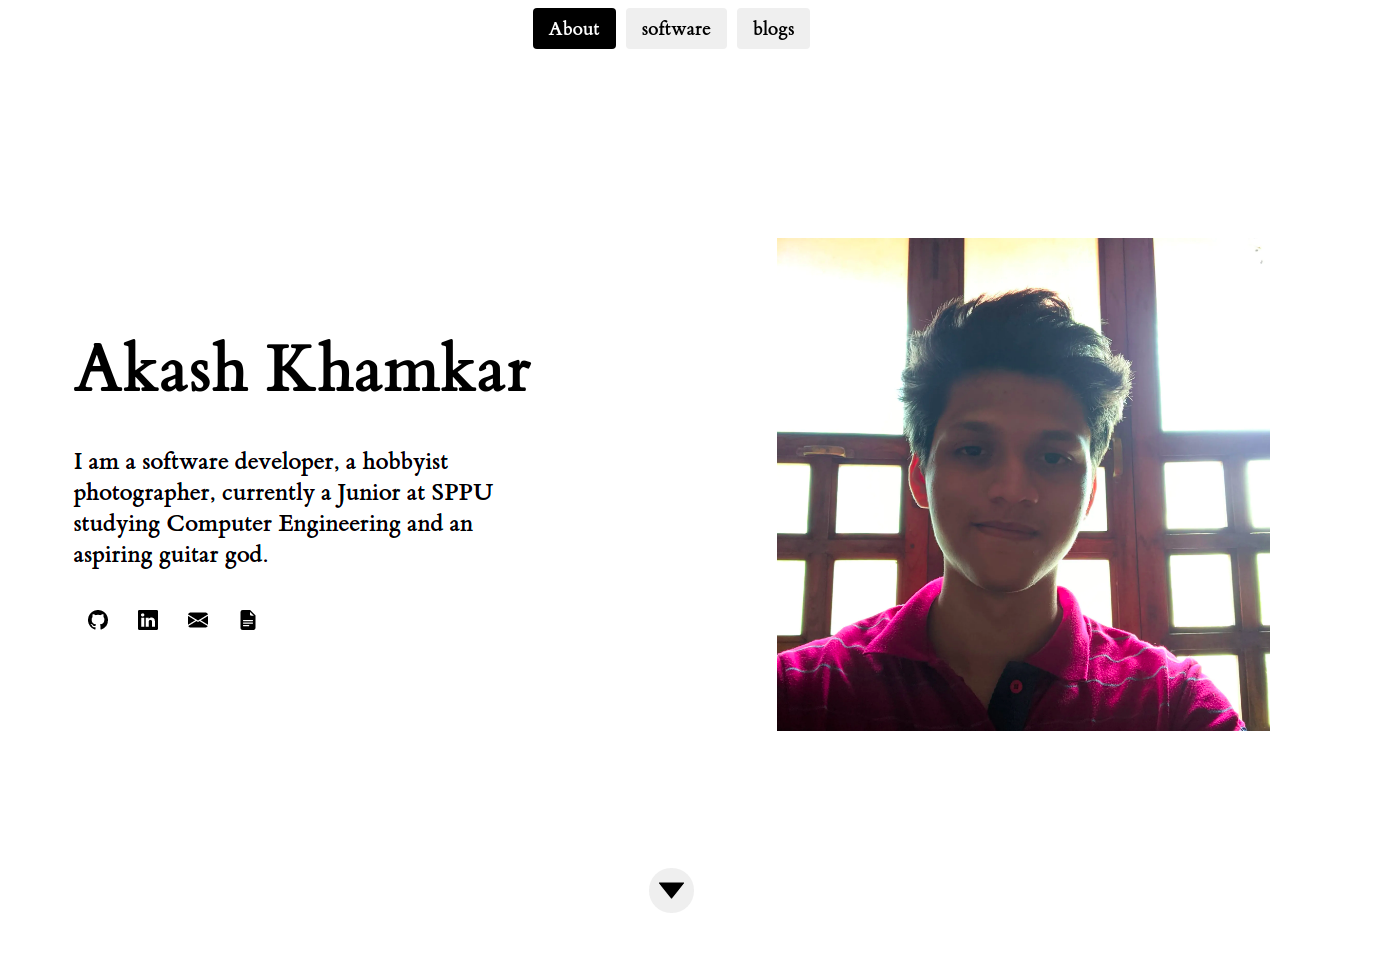 About software blogs
Akash Khamkar
I am a software developer, a hobbyist
photographer, currently a Junior at SPPU
studying Computer Engineering and an
aspiring guitar god.